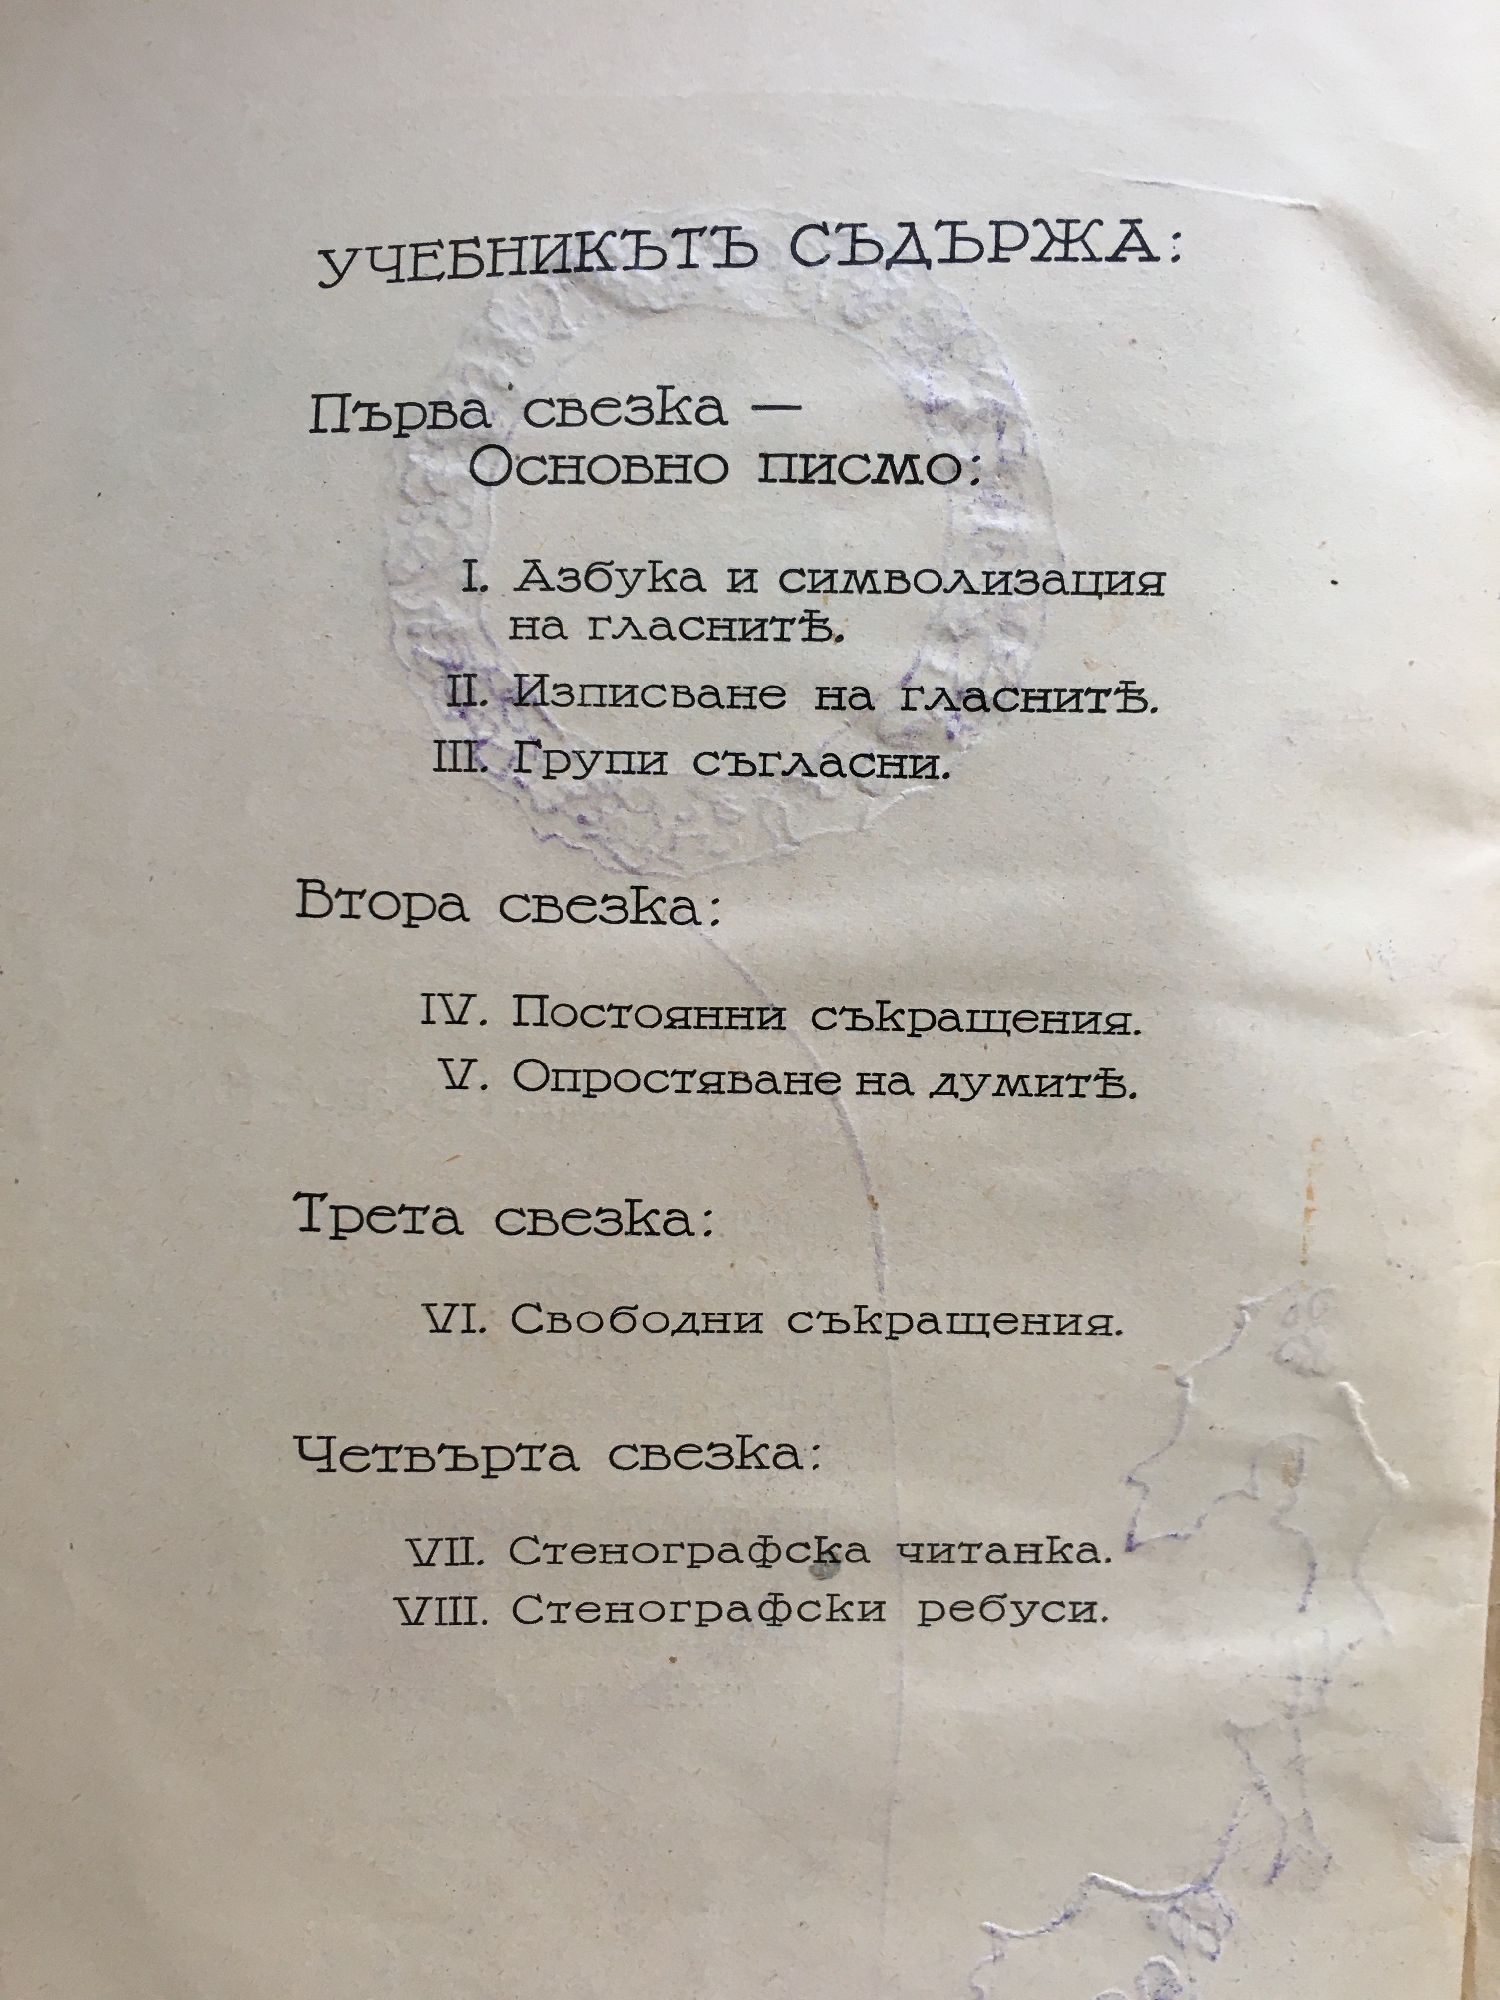 УЧЕБНИКЪТЪ СЪДЪРЖА:
Първа свезка —
Основно писмо:
I. Азбука и символизация
на гласнитѣ.
II. Изписване на гласнитѣ.
III. Групи съгласни.
Втора свезка:
IV. Постоянни съкращения.
V. Опростяване на думитѣ.
Трета свезка:
VI. Свободни съкращения.
Четвърта свезка:
VII. Стенографска читанка.
VIII. Стенографски ребуси.